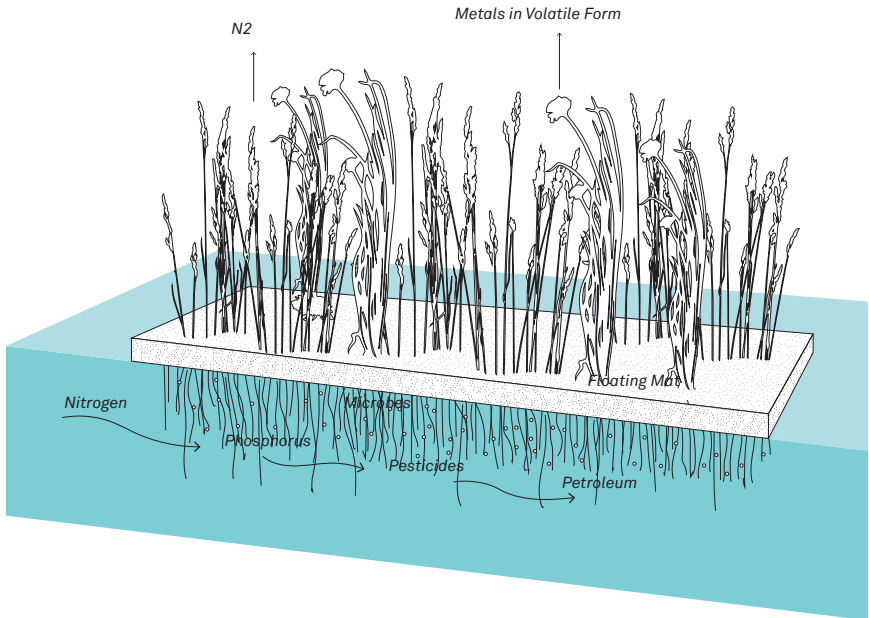 Metals in Volatile Form
N2
Floating Mat
Nitrogen
Microbes
Phosphorus
Pesticides
Petroleum